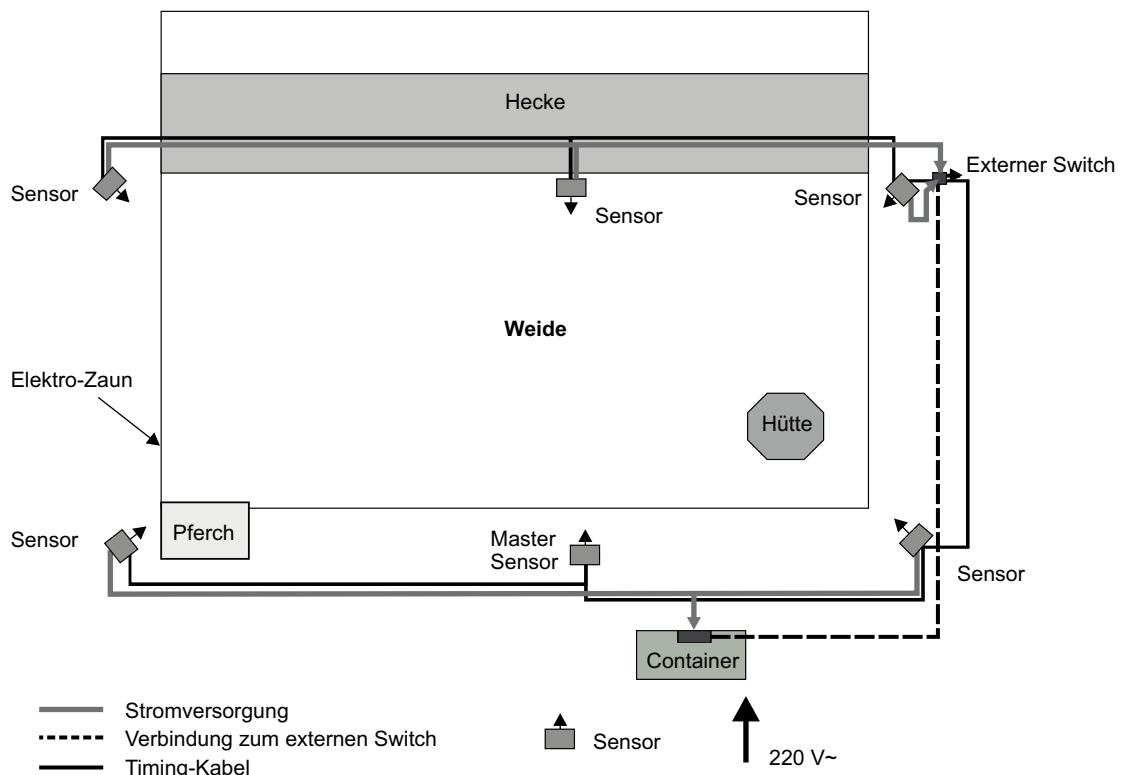 Hecke
Sensor
Sensor
Sensor
Externer Switch
Weide
Elektro-Zaun
Hütte
Sensor
Pferch
Master
Sensor
Sensor
Container
Stromversorgung
Verbindung zum externen Switch
Timing-Kabel
Sensor
220 V~